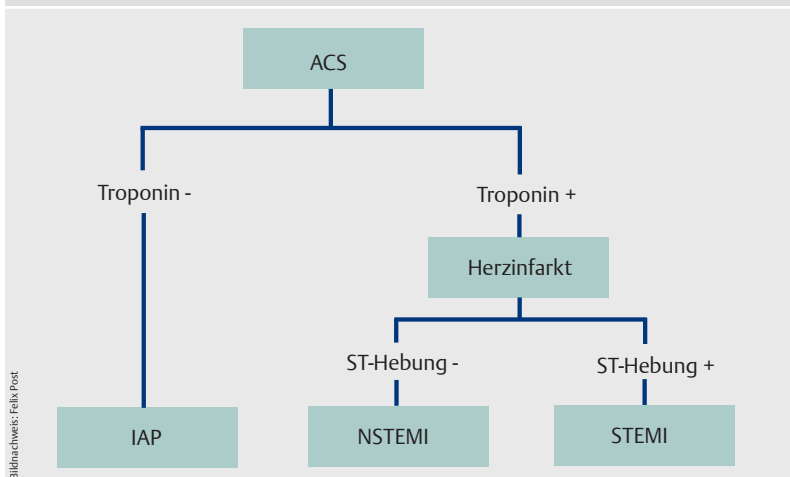 ACS
Troponin -
Troponin +
Herzinfarkt
ST-Hebung -
ST-Hebung +
IAP
NSTEMI
STEMI
Bildnachweis: Felix Post